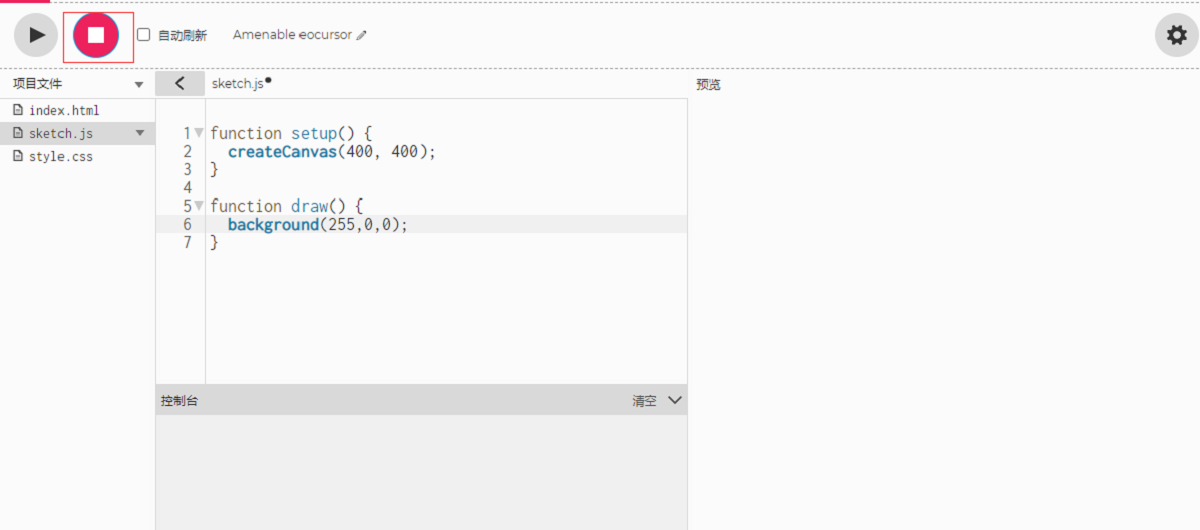 自动刷新 Amenable eocursor
项目文件 sketch.js 预览
index.html
sketch.js
style.css
1 function setup() {
2 createCanvas(400, 400);
3 }
4
5 function draw() {
6 background(255,0,0);
7 }
控制台 清空